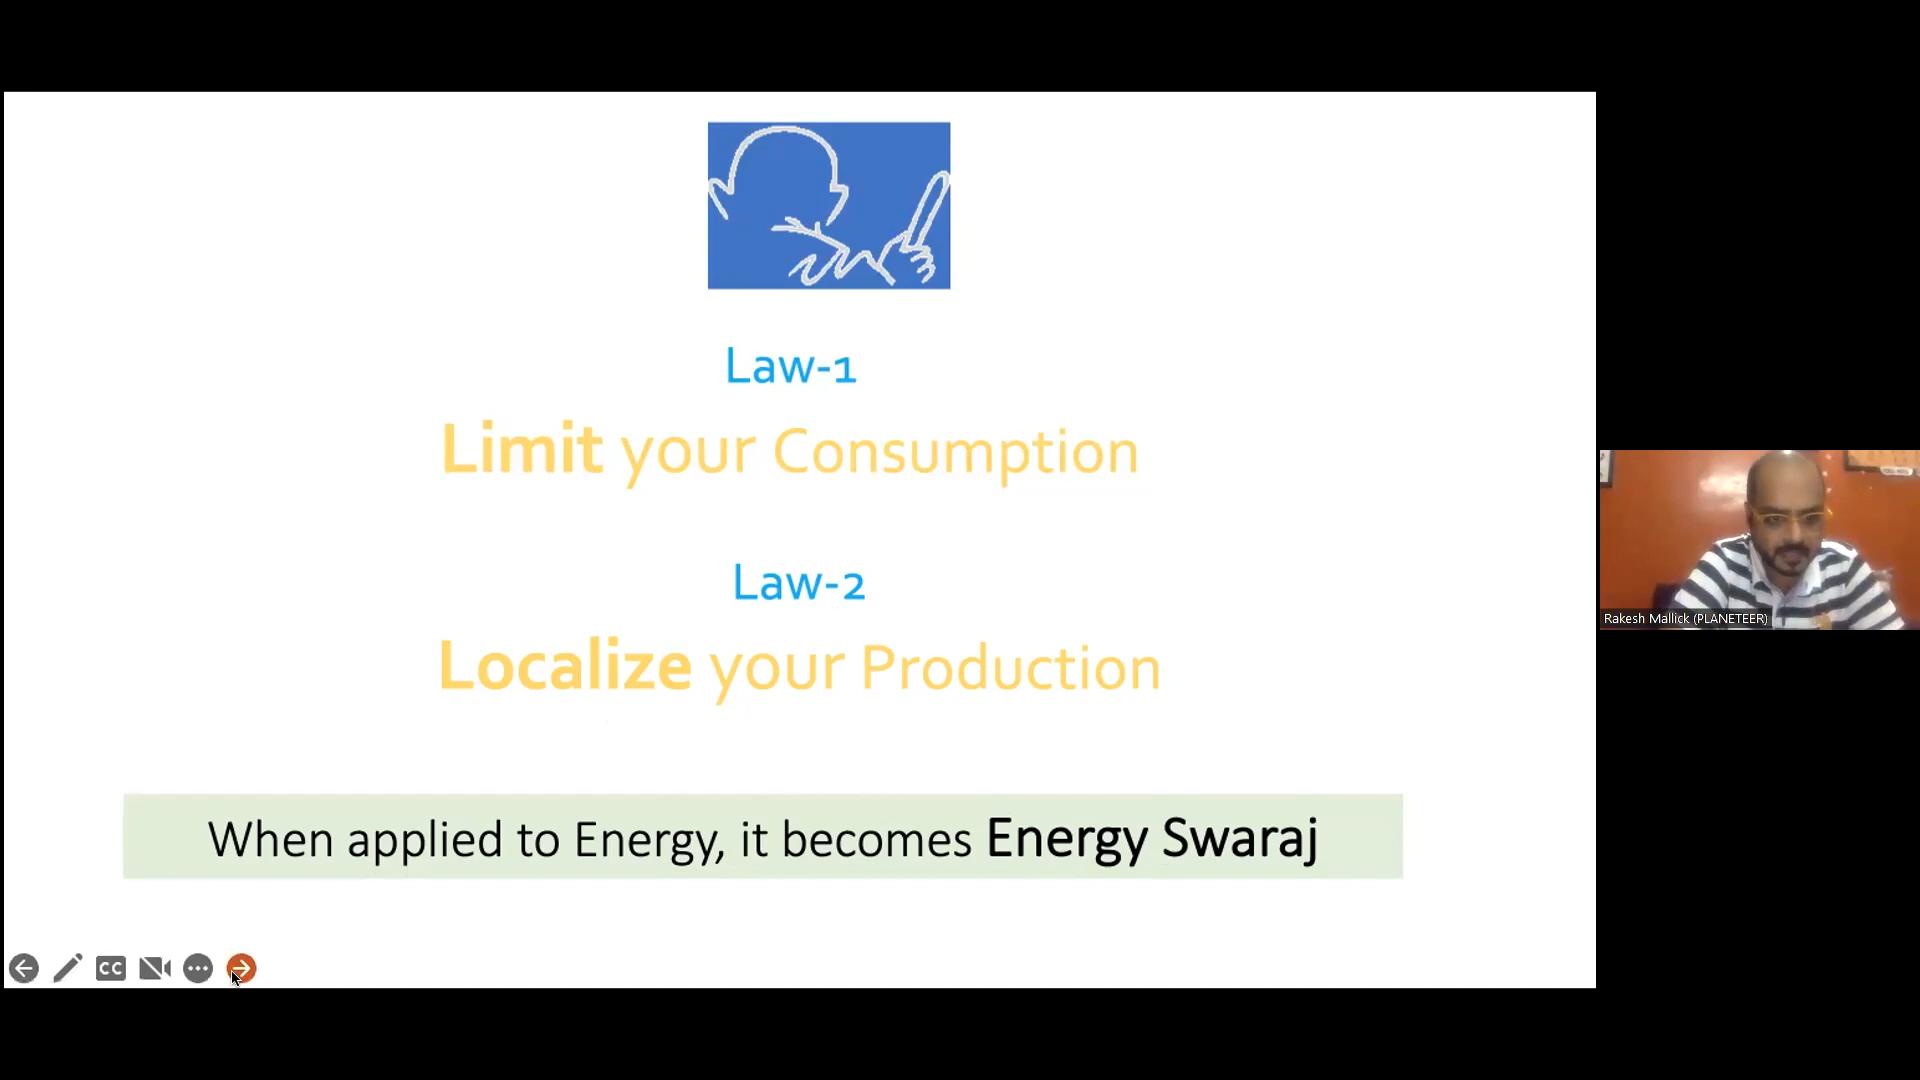 Law-1
Limit your Consumption
Law-2
Localize your Production
When applied to Energy, it becomes Energy Swaraj
CC
Rakesh Mallick (PLANETEER)